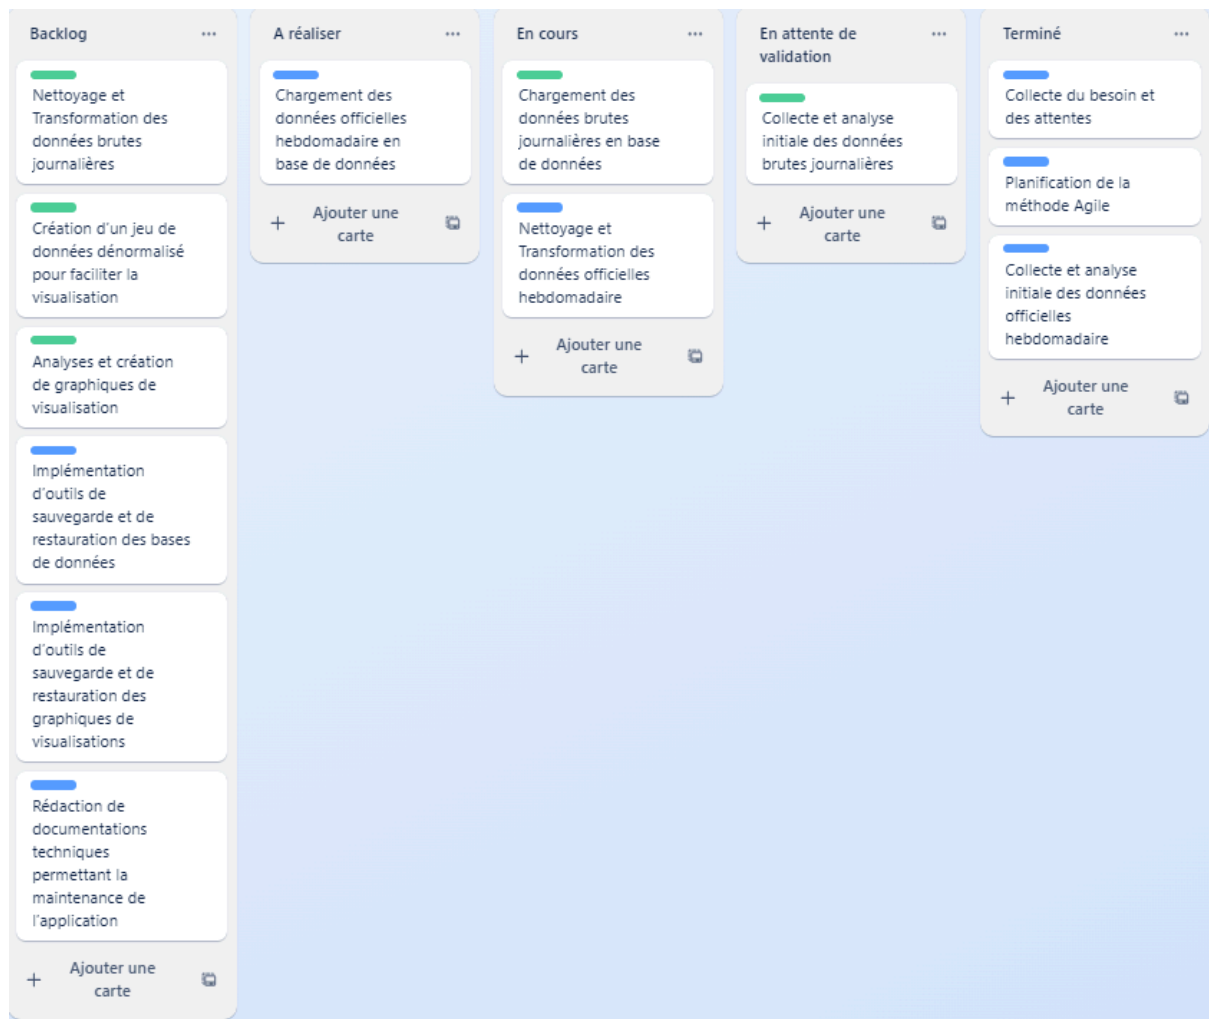 Backlog
Nettoyage et
Transformation des
données brutes
journalières
Création d'un jeu de
données dénormalisé
pour faciliter la
visualisation
Analyses et création
de graphiques de
visualisation
Implémentation
d'outils de
sauvegarde et de
restauration des bases
de données
Implémentation
d'outils de
sauvegarde et de
restauration des
graphiques de
visualisations
Rédaction de
documentations
techniques
permettant la
maintenance de
l'application
Ajouter une
carte
A réaliser
Chargement des
données officielles
hebdomadaire en
base de données
Ajouter une
carte
En cours
Chargement des
données brutes
journalières en base
de données
Nettoyage et
Transformation des
données officielles
hebdomadaire
Ajouter une
carte
En attente de
validation
Collecte et analyse
initiale des données
brutes journalières
Ajouter une
carte
Terminé
Collecte du besoin et
des attentes
Planification de la
méthode Agile
Collecte et analyse
initiale des données
officielles
hebdomadaire
Ajouter une
carte